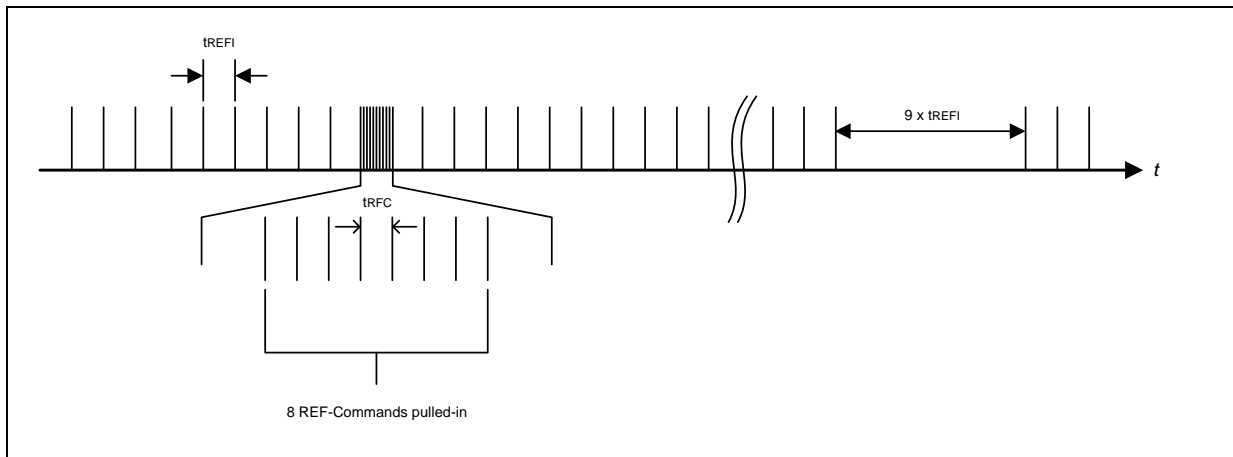 tREFI
9 x tREFI
t
tRFC
8 REF-Commands pulled-in